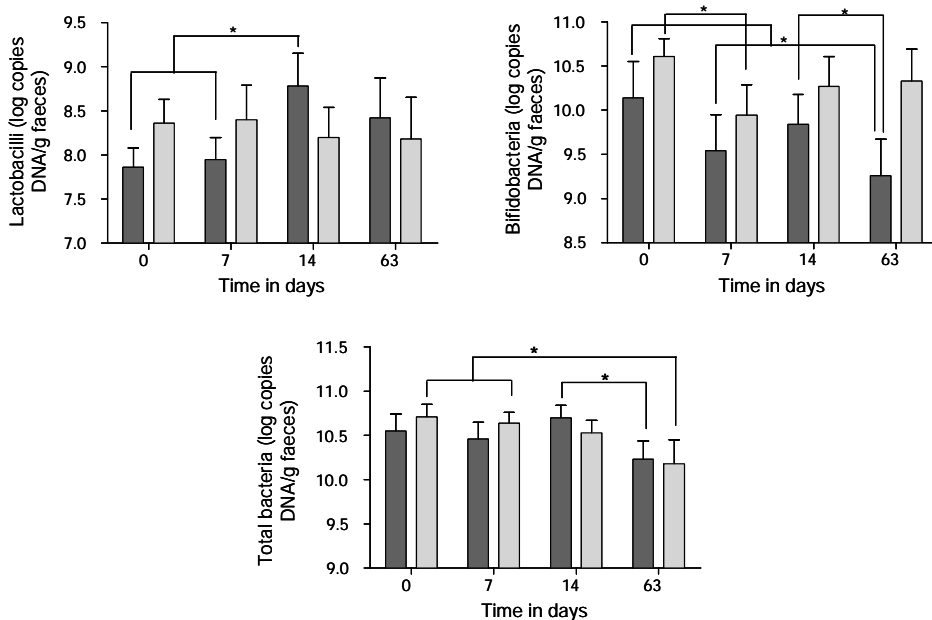 Lactobacilli (log copies
DNA/g faeces)
9.5
9.0
8.5
8.0
7.5
7.0
*
0 7 14 63
Time in days
Bifidobacteria (log copies
DNA/g faeces)
11.0
10.5
10.0
9.5
9.0
8.5
*
*
*
0 7 14 63
Time in days
Total bacteria (log copies
DNA/g faeces)
11.5
11.0
10.5
10.0
9.5
9.0
*
*
0 7 14 63
Time in days